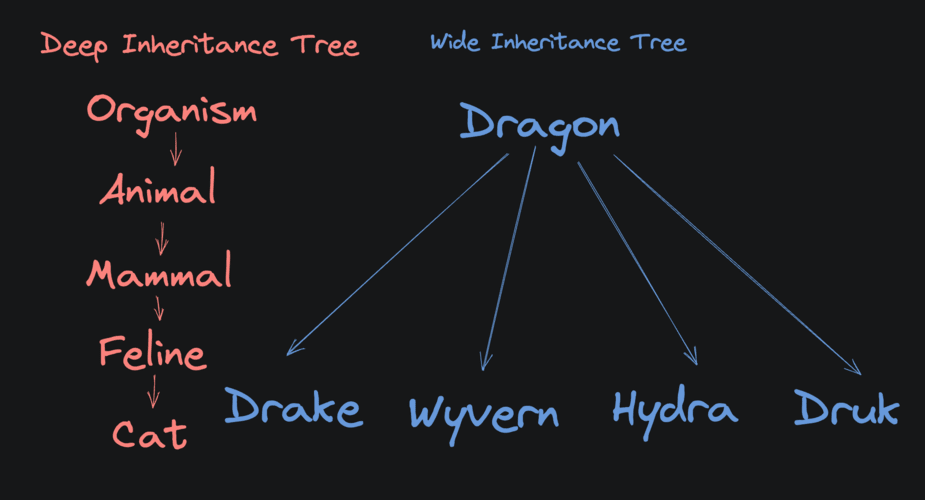 Deep Inheritance Tree
Organism
Animal
Mammal
Feline
Cat
Wide Inheritance Tree
Dragon
Drake
Wyvern
Hydra
Druk